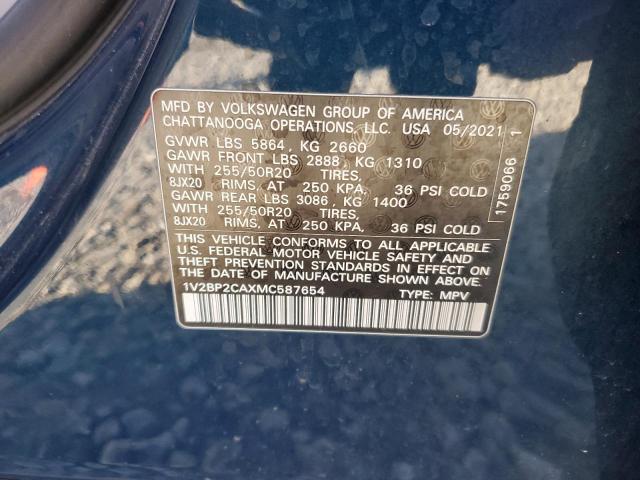 MFD BY VOLKSWAGEN GROUP OF AMERICA
CHATTANOOGA OPERATIONS, LLC. USA 05/2021 1
GVWR LBS 5864, KG 2660
GAWR FRONT LBS 2888, KG 1310
WITH 255/50R20 TIRES,
8JX20 RIMS, AT 250 KPA, 36 PSI COLD
GAWR REAR LBS 3086, KG 1400
WITH 255/50R20 TIRES,
8JX20 RIMS, AT 250 KPA, 36 PSI COLD
THIS VEHICLE CONFORMS TO ALL APPLICABLE
U.S. FEDERAL MOTOR VEHICLE SAFETY AND
THEFT PREVENTION STANDARDS IN EFFECT ON
THE DATE OF MANUFACTURE SHOWN ABOVE.
1V2BP2CAXMC587654 TYPE: MPV
1759066